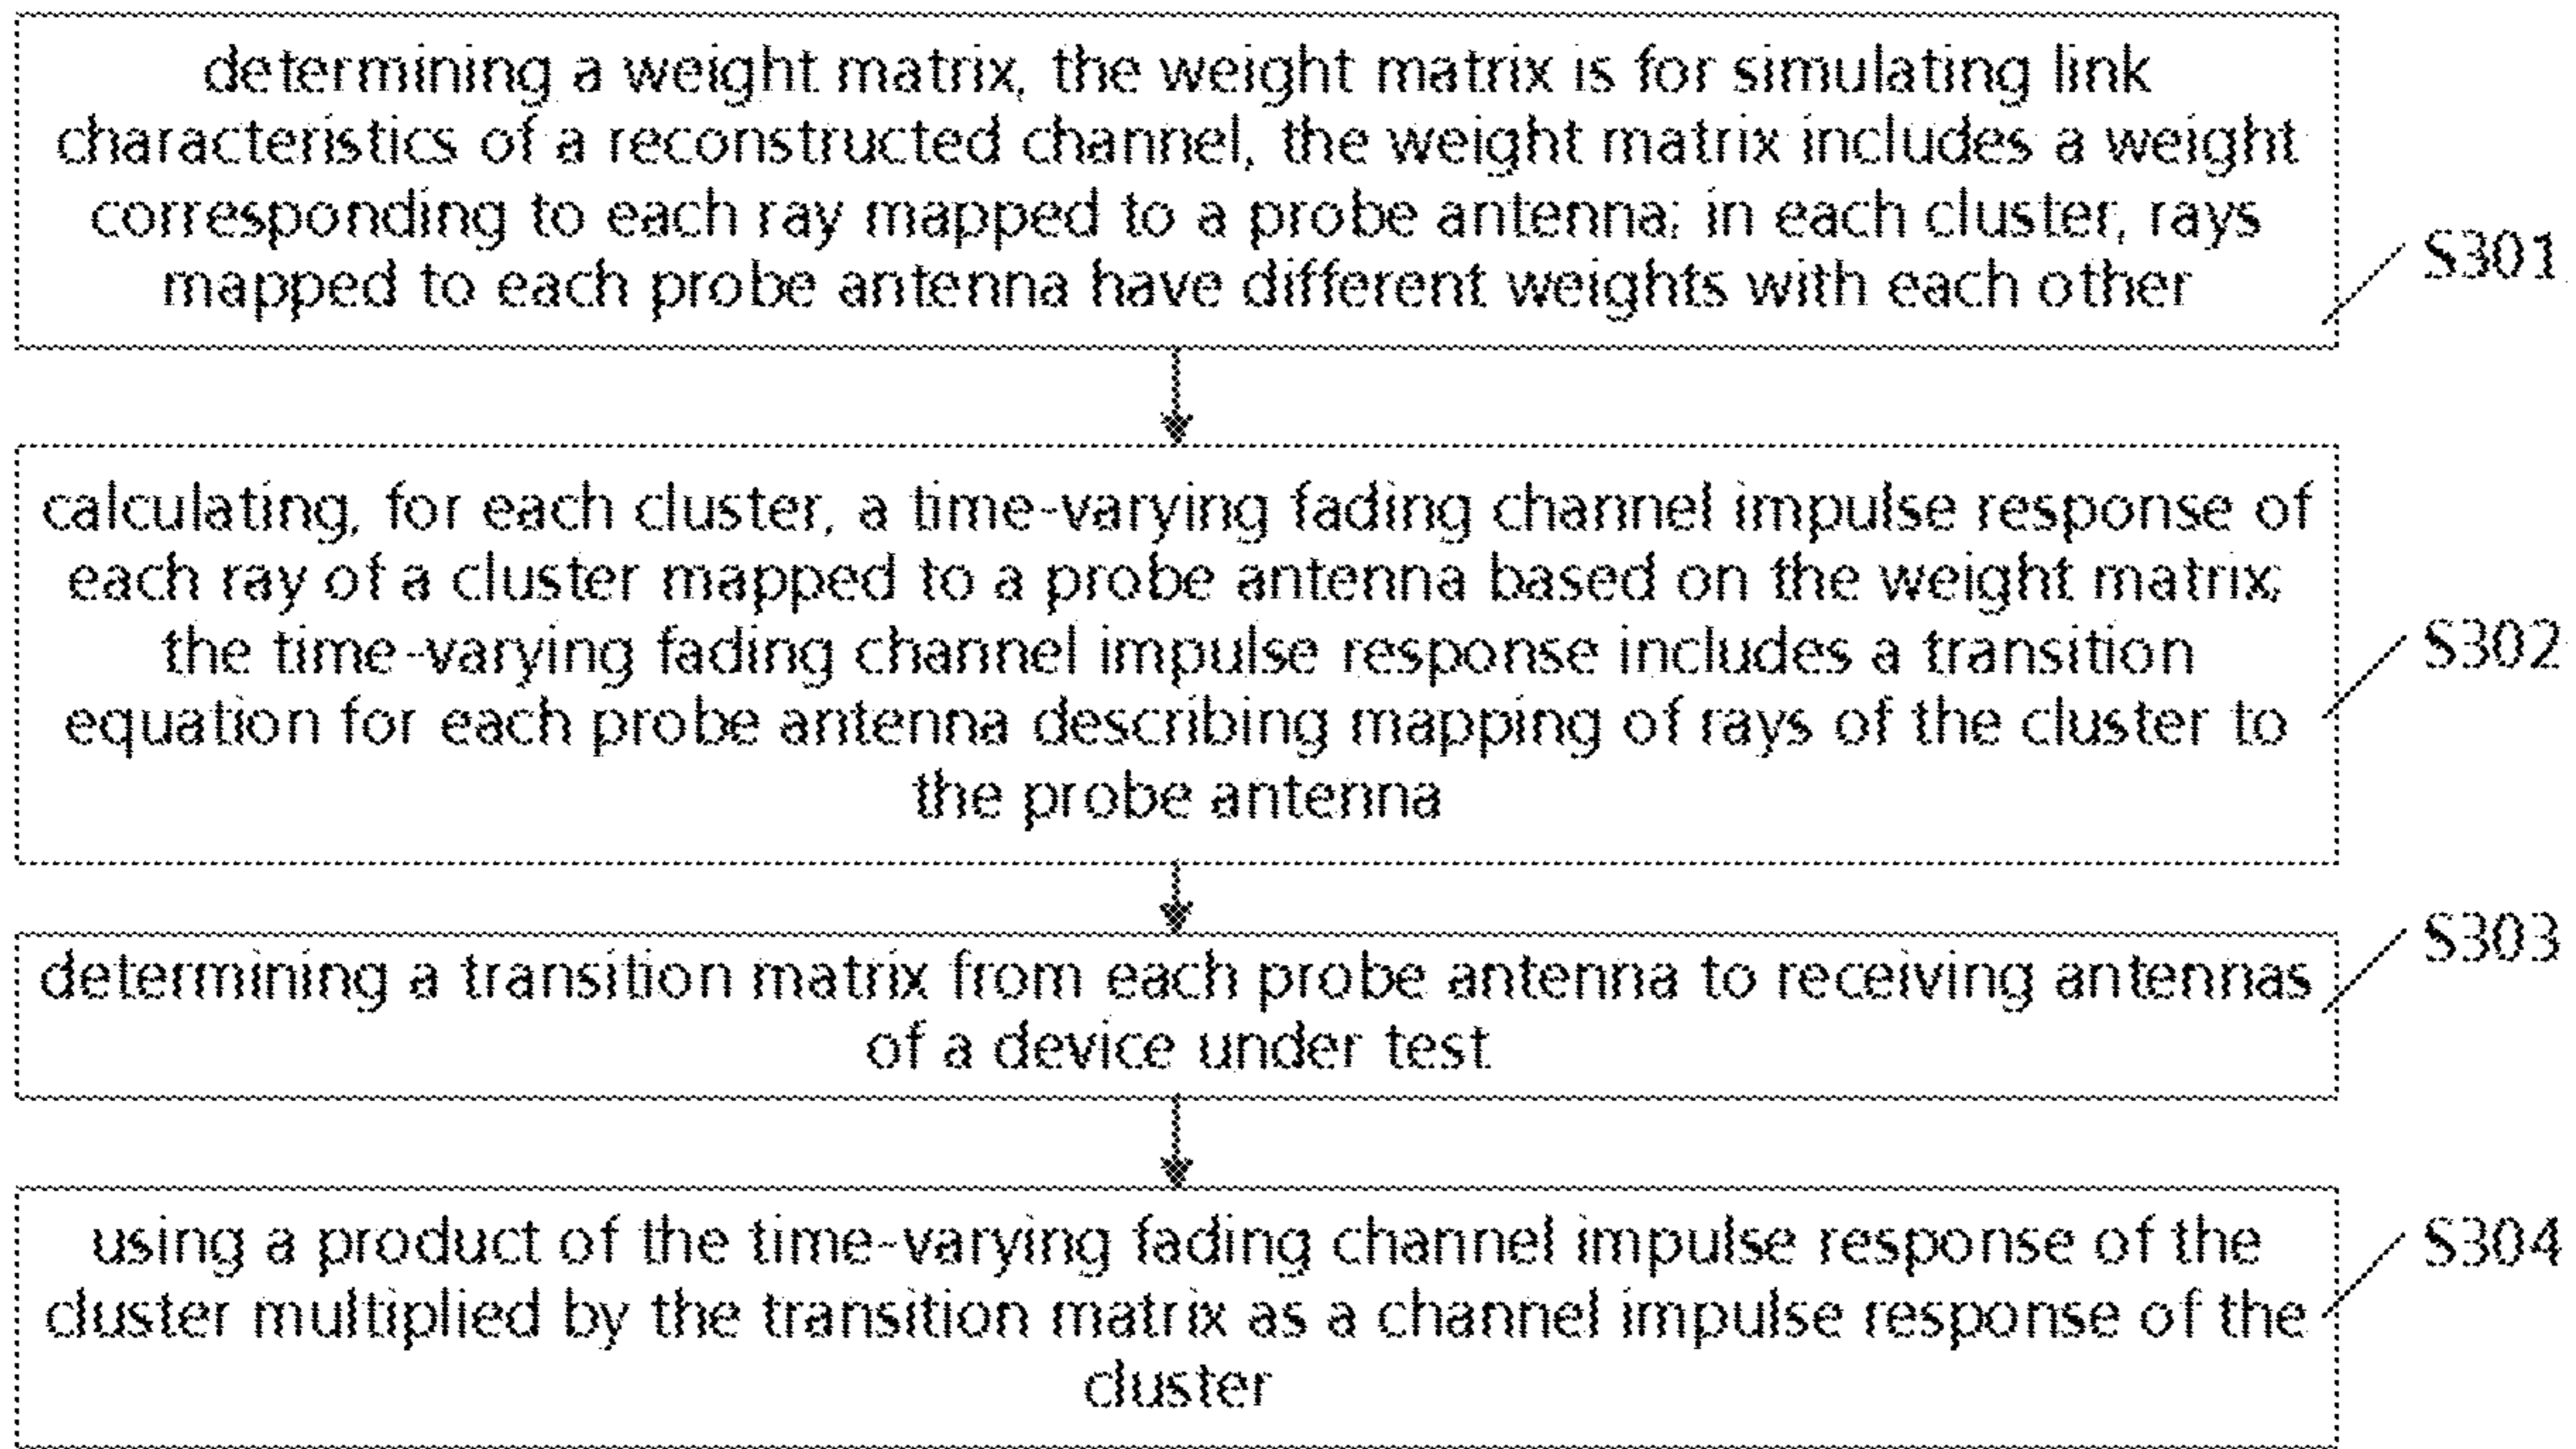 determining a weight matrix, the weight matrix is for simulating link
characteristics of a reconstructed channel, the weight matrix includes a weight
corresponding to each ray mapped to a probe antenna; in each cluster, rays
mapped to each probe antenna have different weights with each other
S301
calculating, for each cluster, a time-varying fading channel impulse response of
each ray of a cluster mapped to a probe antenna based on the weight matrix;
the time-varying fading channel impulse response includes a transition
equation for each probe antenna describing mapping of rays of the cluster to
the probe antenna
S302
determining a transition matrix from each probe antenna to receiving antennas
of a device under test
S303
using a product of the time-varying fading channel impulse response of the
cluster multiplied by the transition matrix as a channel impulse response of the
cluster
S304